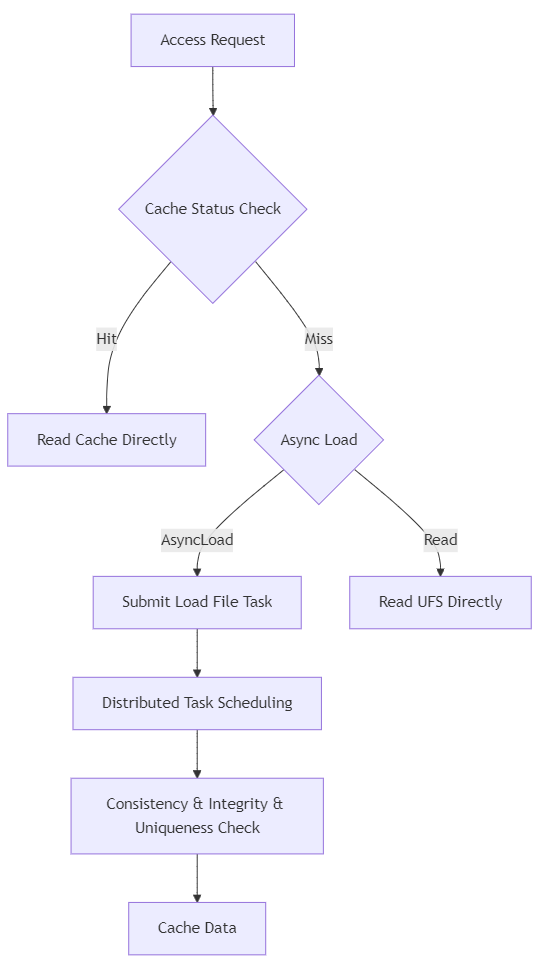 Access Request
Cache Status Check
Hit
Miss
Read Cache Directly
Async Load
AsyncLoad
Read
Submit Load File Task
Read UFS Directly
Distributed Task Scheduling
Consistency & Integrity &
Uniqueness Check
Cache Data